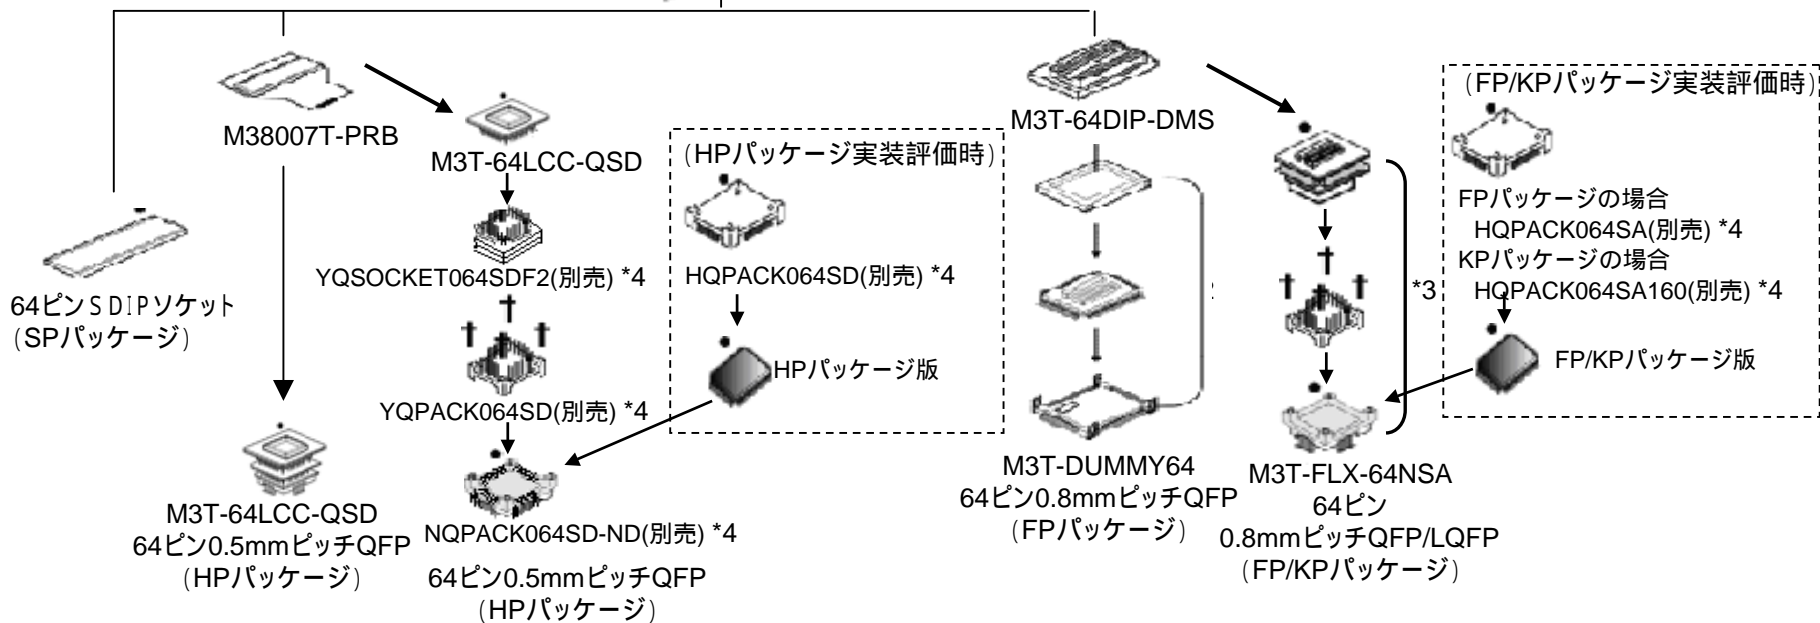 M38007T-PRB
M3T-64LCC-QSD
64ピンSDIPソケット
(SPパッケージ)
YQSOCKET064SDF2(別売) *4
YQPACK064SD(別売) *4
M3T-64LCC-QSD
64ピン0.5mmピッチQFP
(HPパッケージ)
NQPACK064SD-ND(別売) *4
64ピン0.5mmピッチQFP
(HPパッケージ)
(HPパッケージ実装評価時)
HQPACK064SD(別売) *4
HPパッケージ版
M3T-64DIP-DMS
M3T-DUMMY64
64ピン0.8mmピッチQFP
(FPパッケージ)
*3
M3T-FLX-64NSA
64ピン
0.8mmピッチQFP/LQFP
(FP/KPパッケージ)
(FP/KPパッケージ実装評価時)
FPパッケージの場合
HQPACK064SA(別売) *4
KPパッケージの場合
HQPACK064SA160(別売) *4
FP/KPパッケージ版